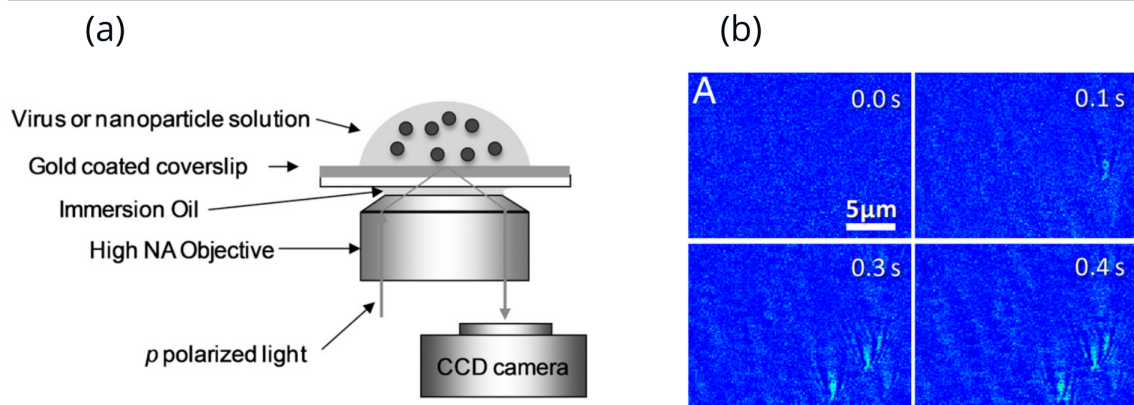 (a)
(b)
Virus or nanoparticle solution
Gold coated coverslip
Immersion Oil
High NA Objective
p polarized light
CCD camera
A
0.0 s
0.1 s
5µm
0.3 s
0.4 s